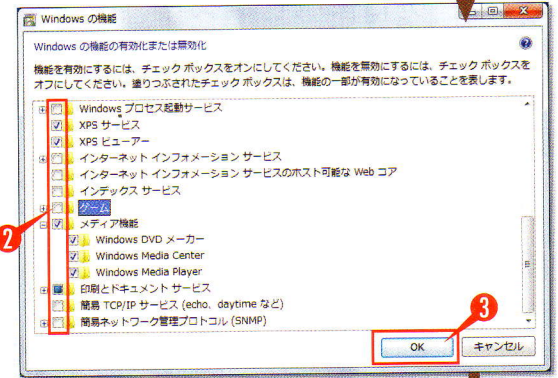 Windows の機能
Windows の機能の有効化または無効化
機能を有効にするには、チェック ボックスをオンにしてください。機能を無効にするには、チェック ボックスを
オフにしてください。塗りつぶされたチェック ボックスは、機能の一部が有効になっていることを表します。
Windows プロセス起動サービス
XPS サービス
XPS ビューアー
インターネット インフォメーション サービス
インターネット インフォメーション サービスのホスト可能な Web コア
インデックス サービス
ゲーム
2
メディア機能
Windows DVD メーカー
Windows Media Center
Windows Media Player
印刷とドキュメント サービス
簡易 TCP/IP サービス (echo、daytime など)
簡易ネットワーク管理プロトコル (SNMP)
3
OK
キャンセル